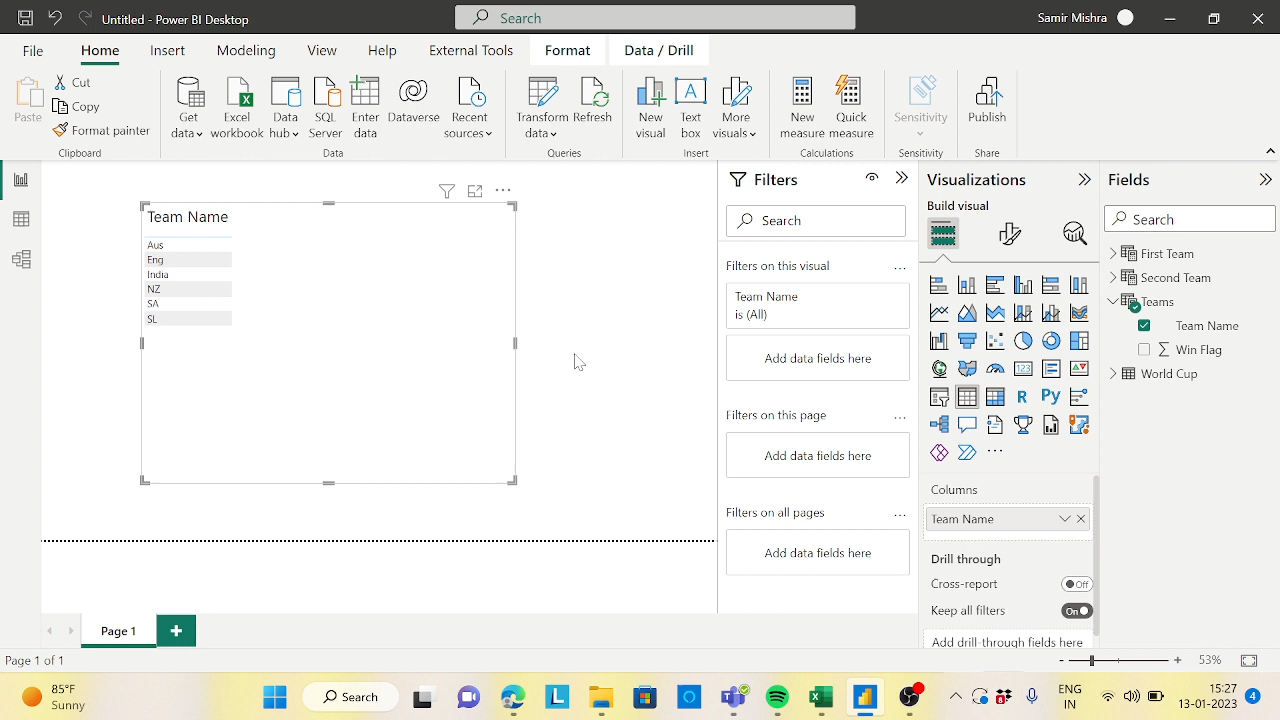 Untitled - Power BI Desktop
Search
Samir Mishra
File
Home
Insert
Modeling
View
Help
External Tools
Format
Data / Drill
Paste
Cut
Copy
Format painter
Clipboard
Get data
Excel workbook
Data hub
SQL Server
Enter data
Dataverse
Recent sources
Data
Transform data
Refresh
Queries
New visual
Text box
More visuals
Insert
New measure
Quick measure
Calculations
Sensitivity
Sensitivity
Publish
Share
Team Name
Aus
Eng
India
NZ
SA
SL
Filters
Search
Filters on this visual
Team Name
is (All)
Add data fields here
Filters on this page
Add data fields here
Filters on all pages
Add data fields here
Visualizations
Build visual
123
R
Py
Columns
Team Name
Drill through
Cross-report
Off
Keep all filters
On
Add drill-through fields here
Fields
Search
First Team
Second Team
Teams
Team Name
Σ Win Flag
World Cup
Page 1
Page 1 of 1
- + 53%
85°F
Sunny
Search
ENG
IN
15:27
13-01-2023
4